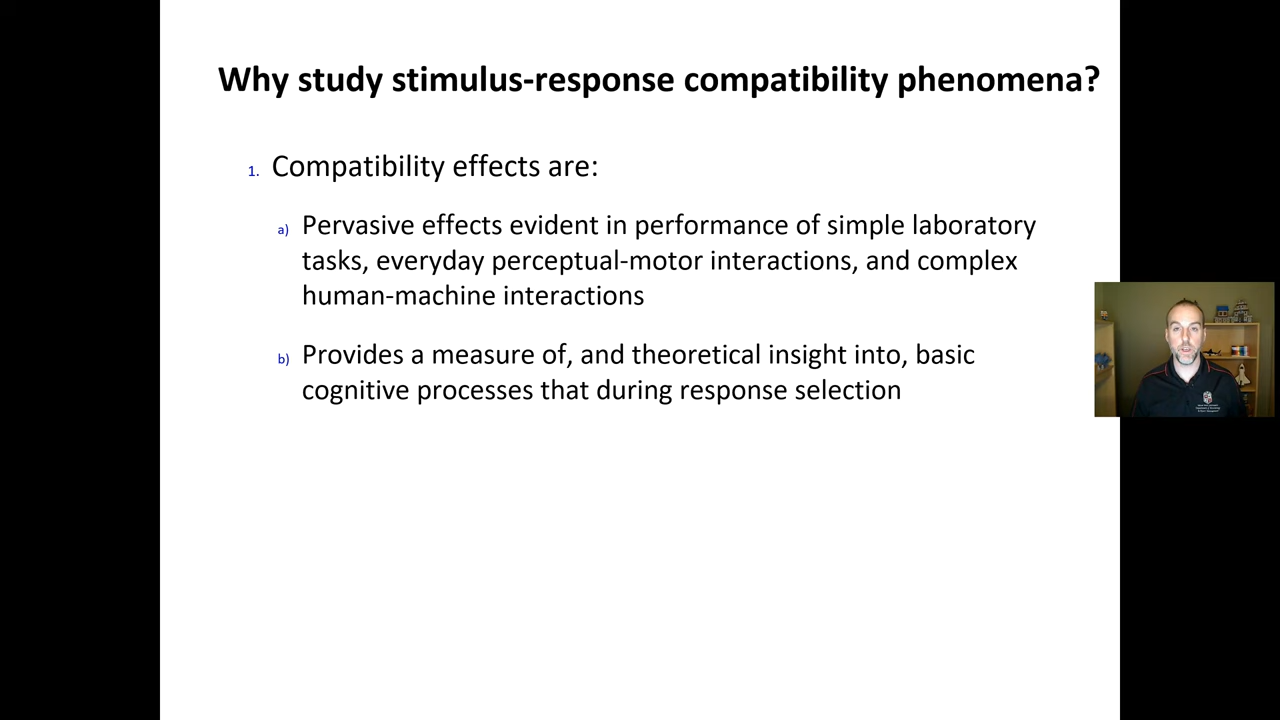 Why study stimulus-response compatibility phenomena?
1. Compatibility effects are:
a) Pervasive effects evident in performance of simple laboratory
tasks, everyday perceptual-motor interactions, and complex
human-machine interactions
b) Provides a measure of, and theoretical insight into, basic
cognitive processes that during response selection